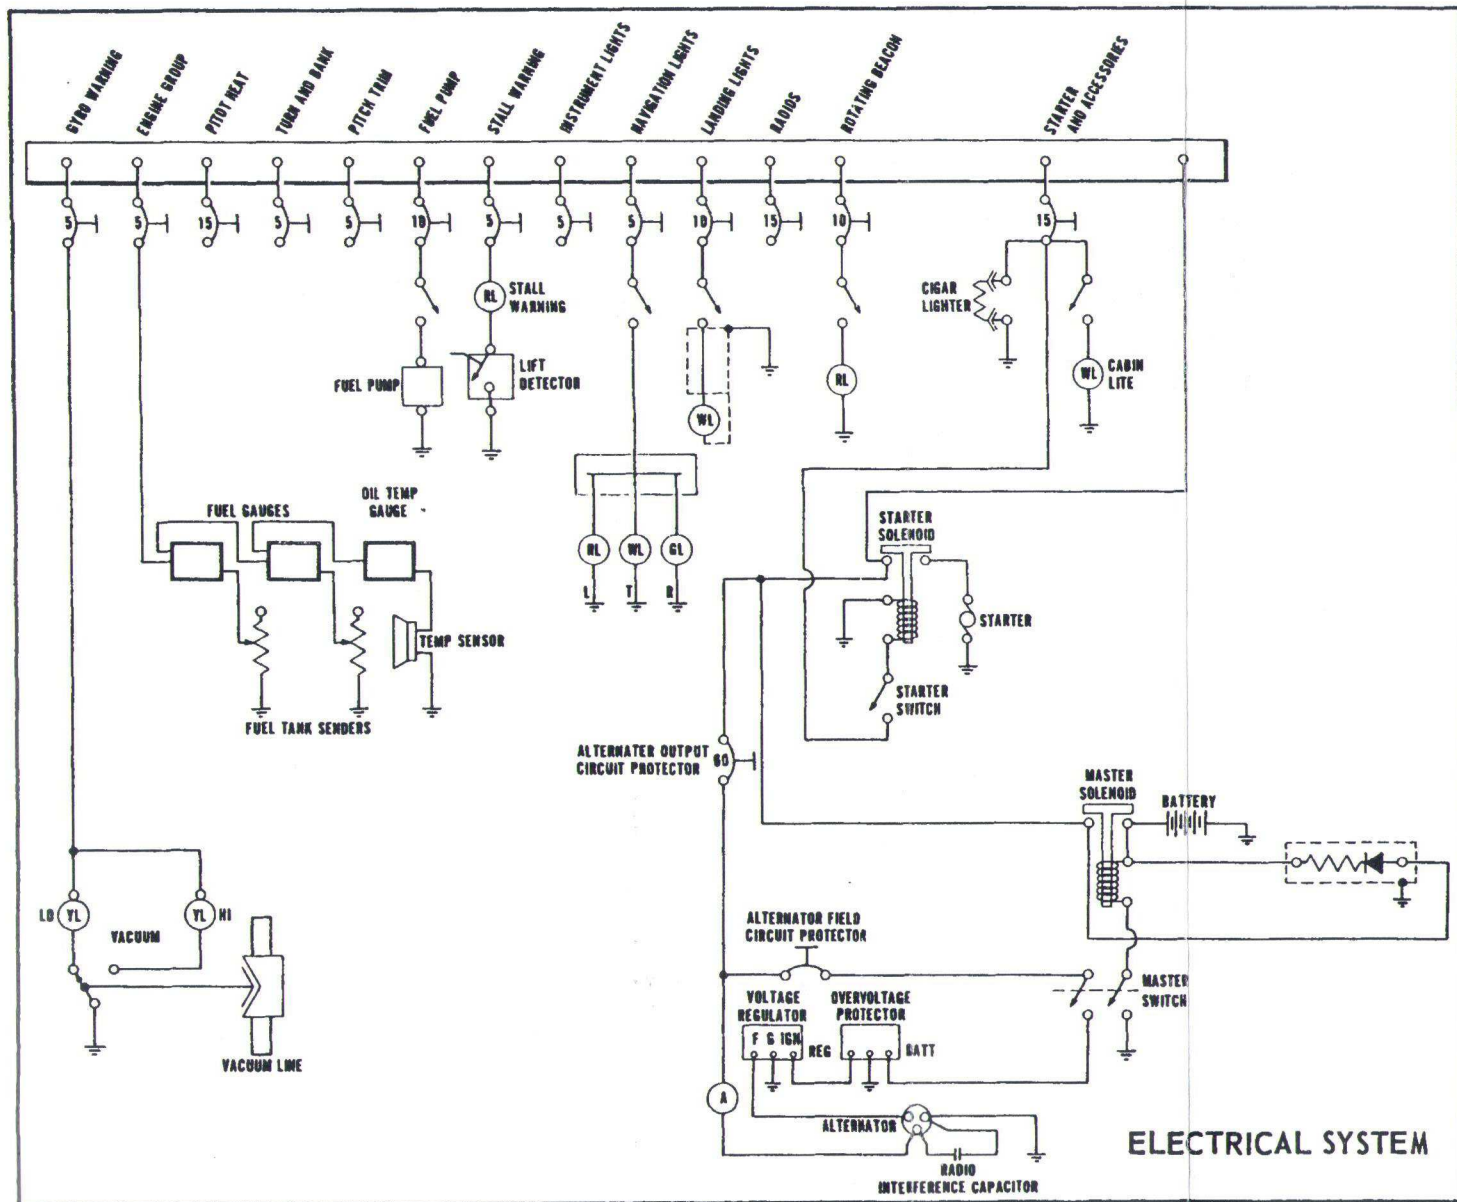 GYRO WARNING
ENGINE GROUP
PITOT HEAT
TURN AND BANK
PITCH TRIM
FUEL PUMP
STALL WARNING
INSTRUMENT LIGHTS
NAVIGATION LIGHTS
LANDING LIGHTS
RADIOS
ROTATING BEACON
STARTER
AND ACCESSORIES
5 5 15 5 5 10 5 5 5 10 15 10 15
RL
STALL
WARNING
CIGAR
LIGHTER
FUEL PUMP
LIFT
DETECTOR
RL
WL
CABIN
LITE
WL
FUEL GAUGES
OIL TEMP
GAUGE
STARTER
SOLENOID
RL WL GL
L T R
TEMP SENSOR
STARTER
STARTER
SWITCH
FUEL TANK SENDERS
ALTERNATER OUTPUT
CIRCUIT PROTECTOR
60
MASTER
SOLENOID
BATTERY
LO YL
YL HI
VACUUM
ALTERNATOR FIELD
CIRCUIT PROTECTOR
MASTER
SWITCH
VOLTAGE
REGULATOR
OVERVOLTAGE
PROTECTOR
F G IGN
REG
BATT
VACUUM LINE
A
ALTERNATOR
RADIO
INTERFERENCE CAPACITOR
ELECTRICAL SYSTEM